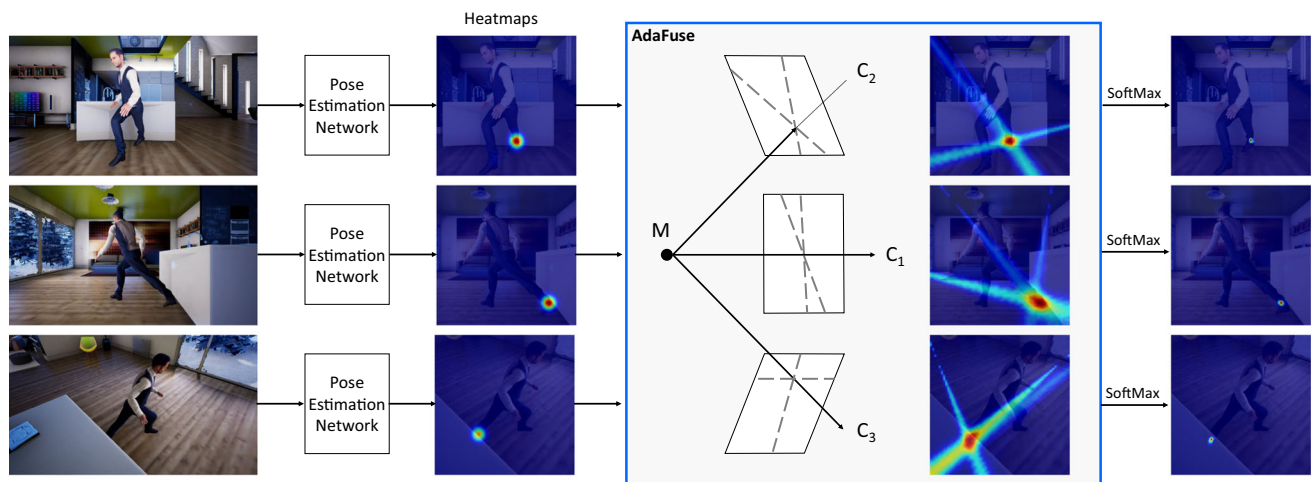 Heatmaps
AdaFuse
Pose
Estimation
Network
C2
SoftMax
Pose
Estimation
Network
M
C1
SoftMax
Pose
Estimation
Network
C3
SoftMax